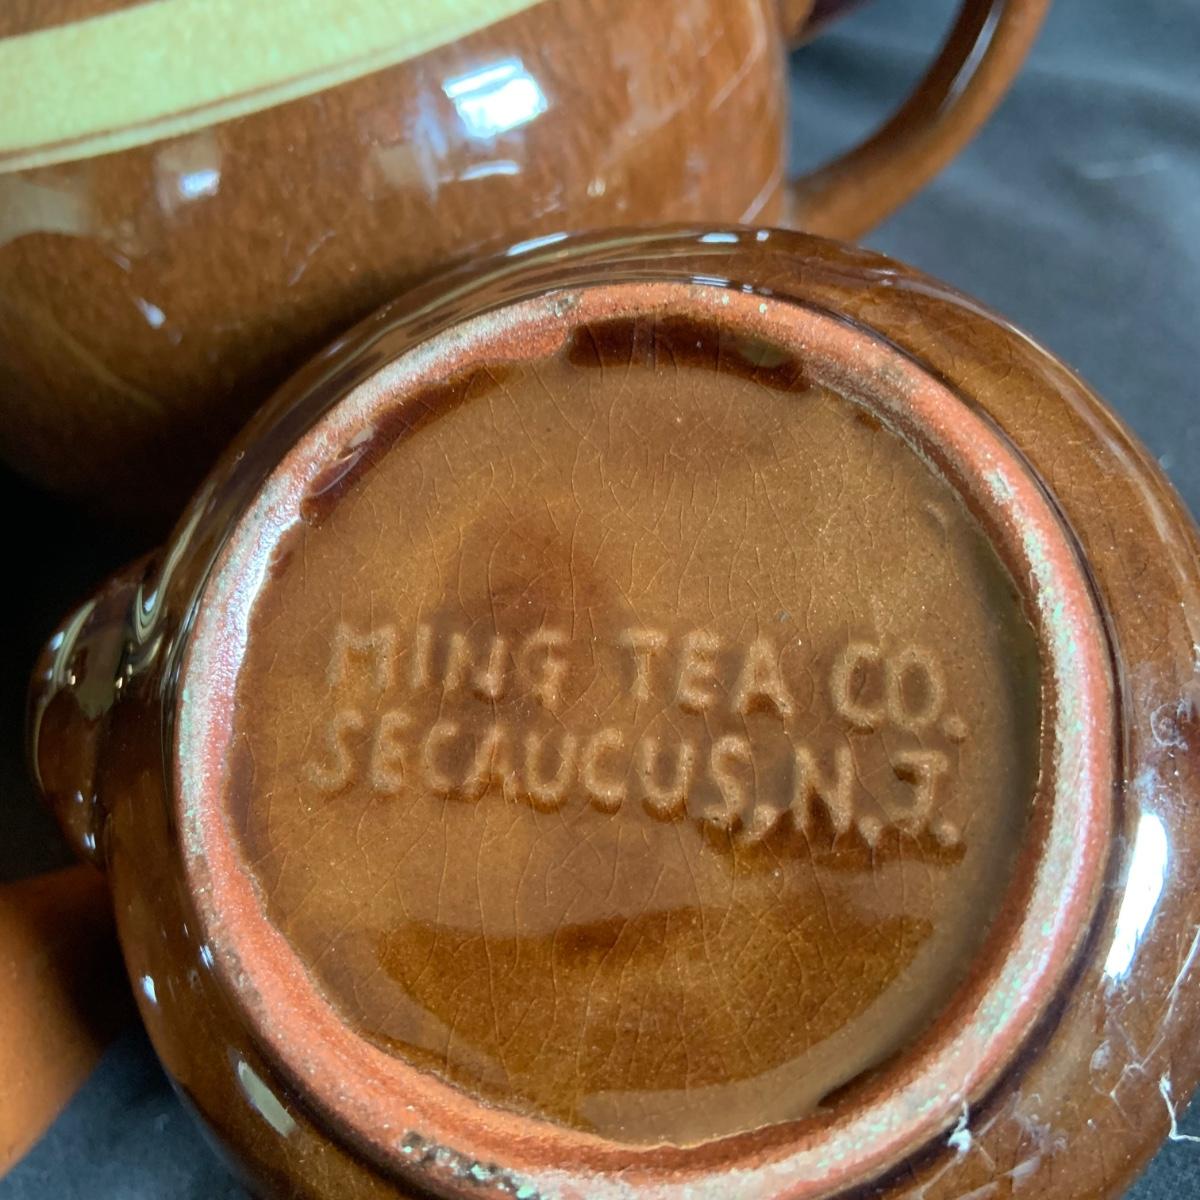 MING TEA CO.
SECAUCUS, N.J.